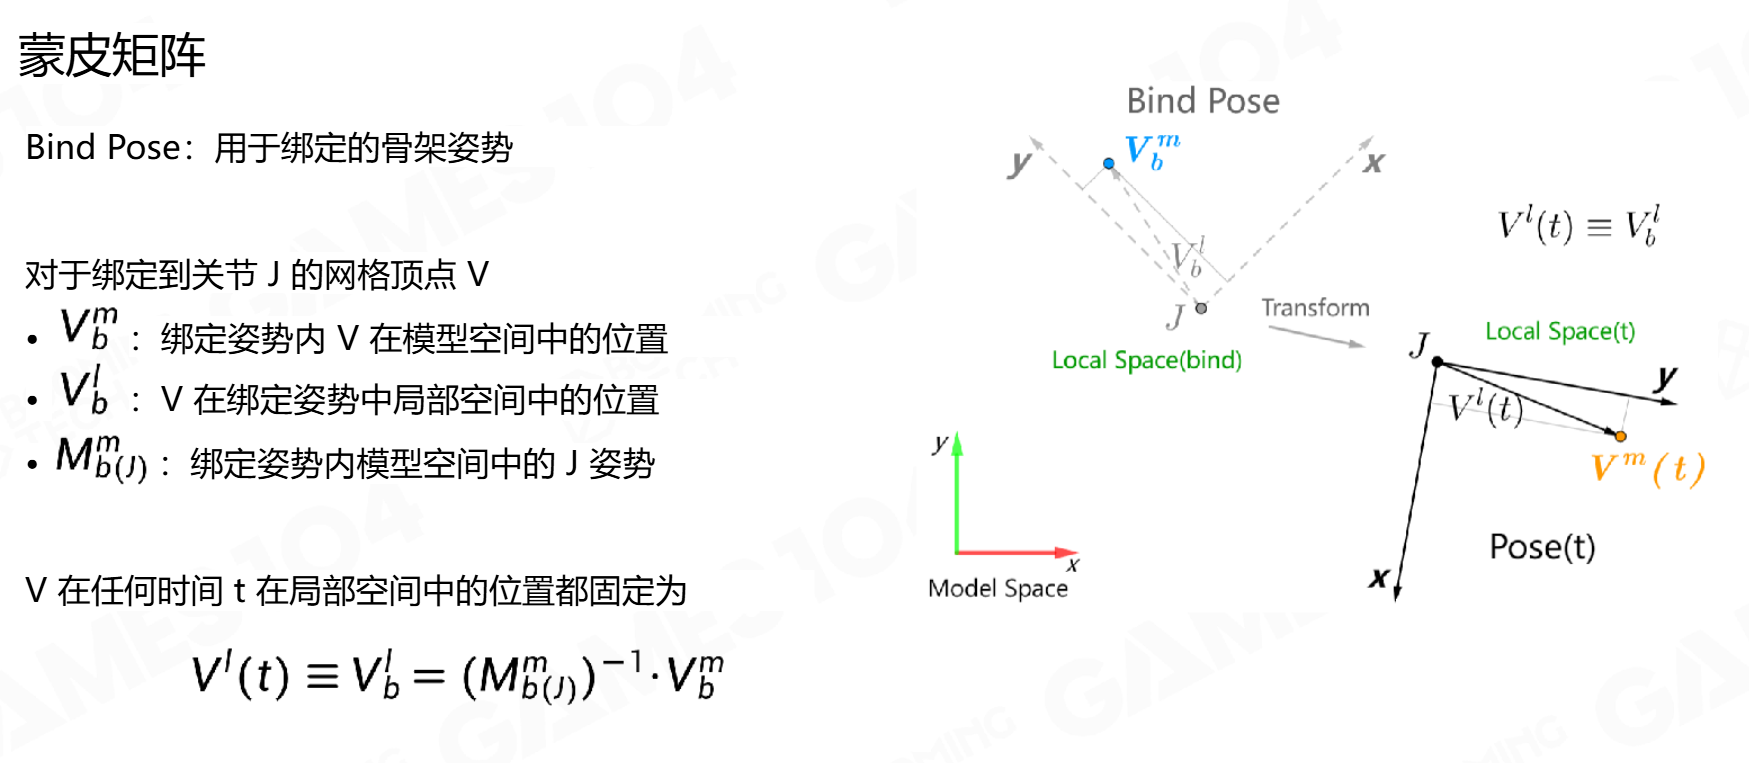 蒙皮矩阵
Bind Pose：用于绑定的骨架姿势
对于绑定到关节 J 的网格顶点 V
• V_b^m ：绑定姿势内 V 在模型空间中的位置
• V_b^l ：V 在绑定姿势中局部空间中的位置
• M_{b(J)}^m ：绑定姿势内模型空间中的 J 姿势
V 在任何时间 t 在局部空间中的位置都固定为
V^l(t) ≡ V_b^l = (M_{b(J)}^m)^{-1}·V_b^m
Bind Pose
y
V_b^m
x
V_b^l
J
Local Space(bind)
Transform
V^l(t) ≡ V_b^l
Local Space(t)
J
y
V^l(t)
V^m(t)
x
Pose(t)
y
x
Model Space
GAMES104